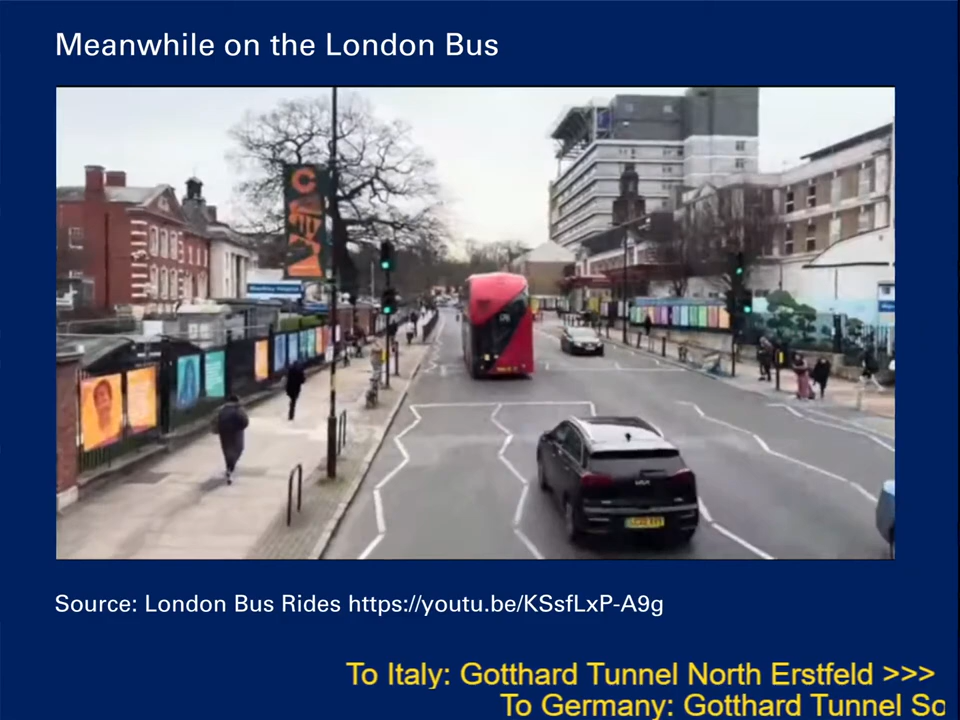 Meanwhile on the London Bus
Source: London Bus Rides https://youtu.be/KSsfLxP-A9g
To Italy: Gotthard Tunnel North Erstfeld >>>
To Germany: Gotthard Tunnel So